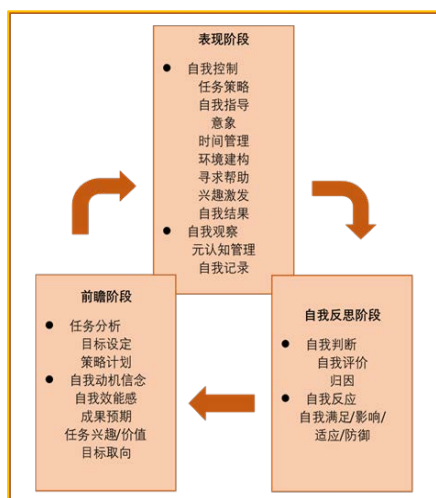 表现阶段
● 自我控制
任务策略
自我指导
意象
时间管理
环境建构
寻求帮助
兴趣激发
自我结果
● 自我观察
元认知管理
自我记录
前瞻阶段
● 任务分析
目标设定
策略计划
● 自我动机信念
自我效能感
成果预期
任务兴趣/价值
目标取向
自我反思阶段
● 自我判断
自我评价
归因
● 自我反应
自我满足/影响/
适应/防御